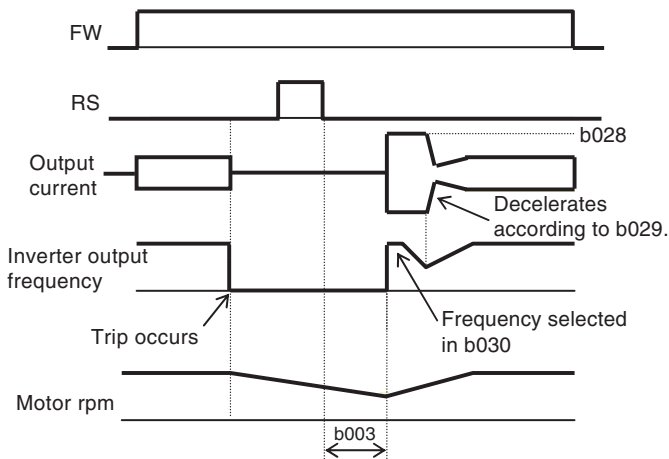 FW
RS
b028
Output
current
Decelerates
according to b029.
Inverter output
frequency
Trip occurs
Frequency selected
in b030
Motor rpm
b003